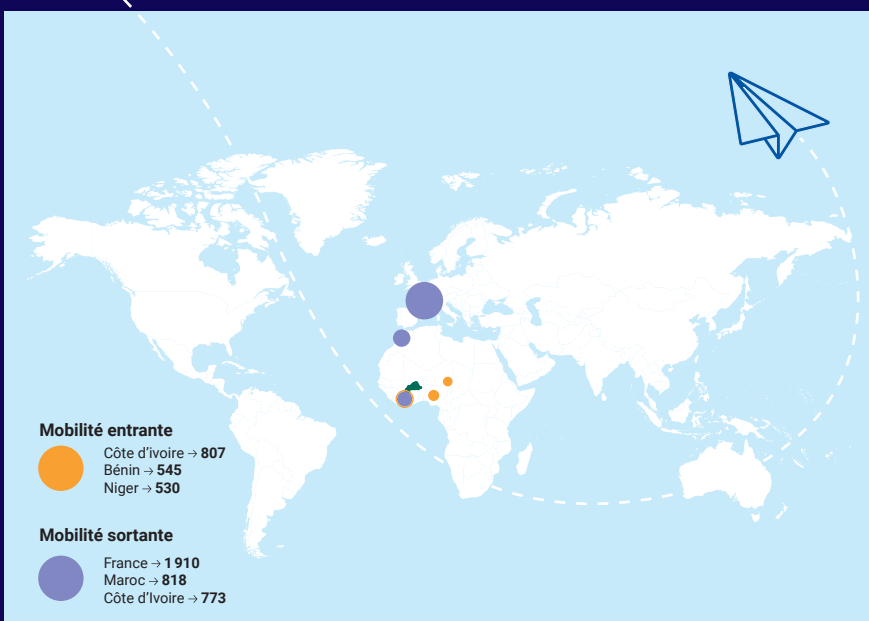 Mobilité entrante
Côte d'ivoire → 807
Bénin → 545
Niger → 530
Mobilité sortante
France → 1 910
Maroc → 818
Côte d'Ivoire → 773